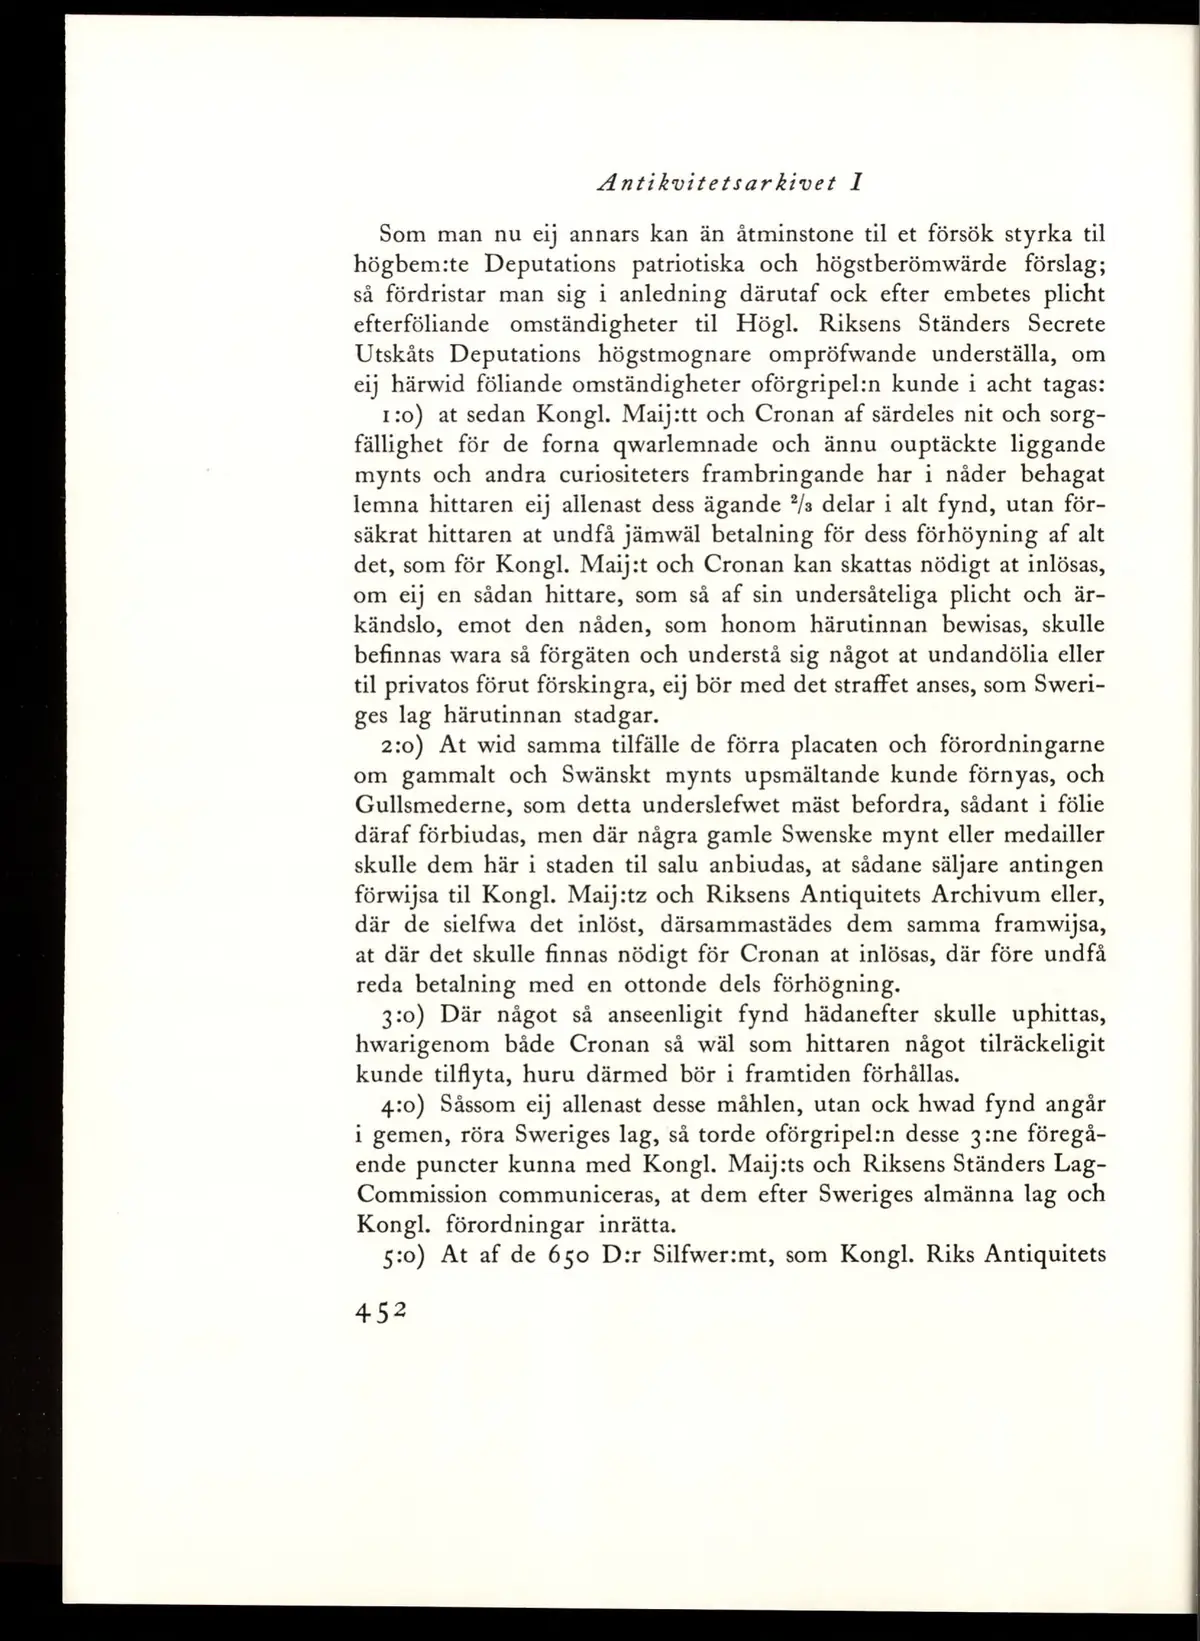 Antikvitetsarkivet I
Som man nu eij annars kan än åtminstone til et försök styrka til
högbem:te Deputations patriotiska och högstberömwärde förslag;
så fördristar man sig i anledning därutaf ock efter embetes plicht
efterföliande omständigheter til Högl. Riksens Ständers Secrete
Utskåts Deputations högstmognare ompröfwande underställa, om
eij härwid föliande omständigheter oförgripel:n kunde i acht tagas:
1:o) at sedan Kongl. Maij:tt och Cronan af särdeles nit och sorg-
fällighet för de forna qwarlemnade och ännu ouptäckte liggande
mynts och andra curiositeters frambringande har i nåder behagat
lemna hittaren eij allenast dess ägande 2/3 delar i alt fynd, utan för-
säkrat hittaren at undfå jämwäl betalning för dess förhöyning af alt
det, som för Kongl. Maij:t och Cronan kan skattas nödigt at inlösas,
om eij en sådan hittare, som så af sin undersåteliga plicht och är-
kändslo, emot den nåden, som honom härutinnan bewisas, skulle
befinnas wara så förgäten och understå sig något at undandölia eller
til privatos förut förskingra, eij bör med det straffet anses, som Sweri-
ges lag härutinnan stadgar.
2:o) At wid samma tilfälle de förra placaten och förordningarne
om gammalt och Swänskt mynts upsmältande kunde förnyas, och
Gullsmederne, som detta underslefwet mäst befordra, sådant i fölie
däraf förbiudas, men där några gamle Swenske mynt eller medailler
skulle dem här i staden til salu anbiudas, at sådane säljare antingen
förwijsa til Kongl. Maij:tz och Riksens Antiquitets Archivum eller,
där de sielfwa det inlöst, därsammastädes dem samma framwijsa,
at där det skulle finnas nödigt för Cronan at inlösas, där före undfå
reda betalning med en ottonde dels förhögning.
3:o) Där något så anseenligit fynd hädanefter skulle uphittas,
hwarigenom både Cronan så wäl som hittaren något tilräckeligit
kunde tilflyta, huru därmed bör i framtiden förhållas.
4:o) Såssom eij allenast desse måhlen, utan ock hwad fynd angår
i gemen, röra Sweriges lag, så torde oförgripel:n desse 3:ne föregå-
ende puncter kunna med Kongl. Maij:ts och Riksens Ständers Lag-
Commission communiceras, at dem efter Sweriges almänna lag och
Kongl. förordningar inrätta.
5:o) At af de 650 D:r Silfwer:mt, som Kongl. Riks Antiquitets
452